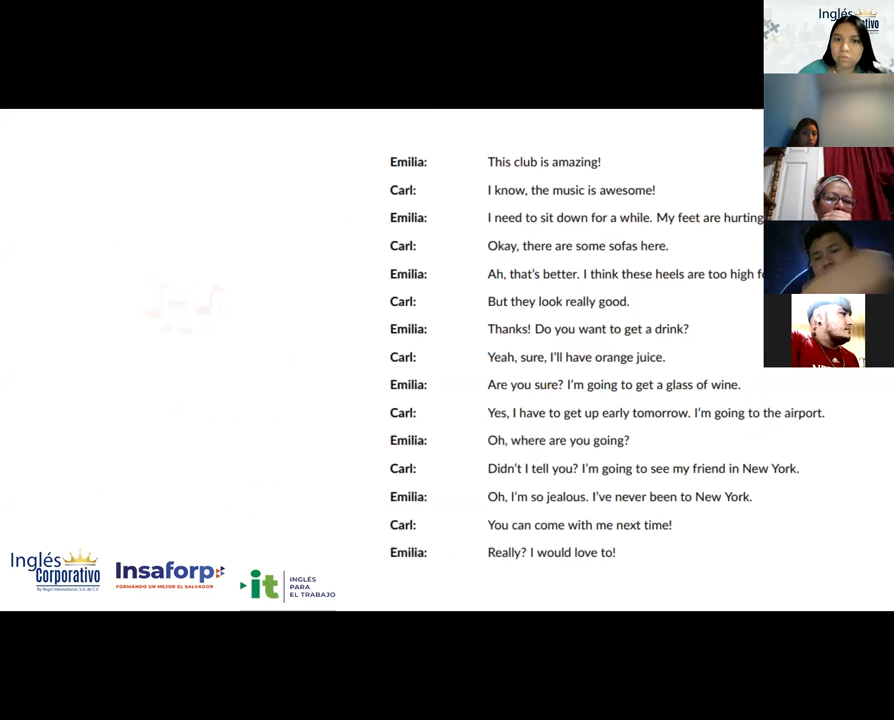 Inglés
Emilia: This club is amazing!
Carl: I know, the music is awesome!
Emilia: I need to sit down for a while. My feet are hurting
Carl: Okay, there are some sofas here.
Emilia: Ah, that's better. I think these heels are too high
Carl: But they look really good.
Emilia: Thanks! Do you want to get a drink?
Carl: Yeah, sure, I'll have orange juice.
Emilia: Are you sure? I'm going to get a glass of wine.
Carl: Yes, I have to get up early tomorrow. I'm going to the airport.
Emilia: Oh, where are you going?
Carl: Didn't I tell you? I'm going to see my friend in New York.
Emilia: Oh, I'm so jealous. I've never been to New York.
Carl: You can come with me next time!
Emilia: Really? I would love to!
Inglés
Corporativo
By Regal International, S.A. de C.V.
Insaforp
FORMANDO UN MEJOR EL SALVADOR
it
INGLÉS
PARA
EL TRABAJO